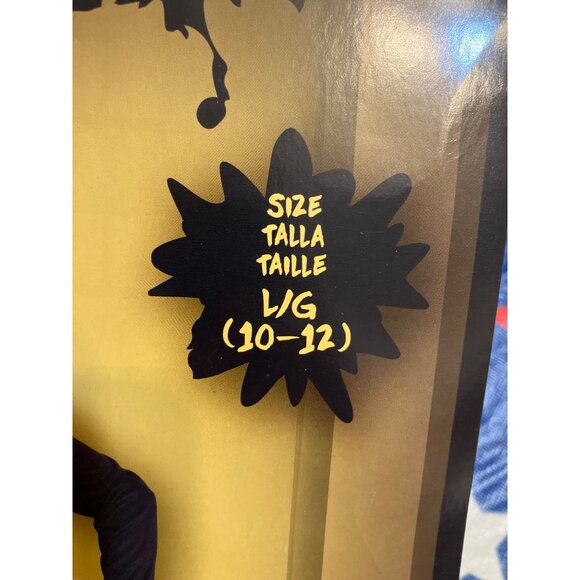 SIZE
TALLA
TAILLE
L/G
(10-12)